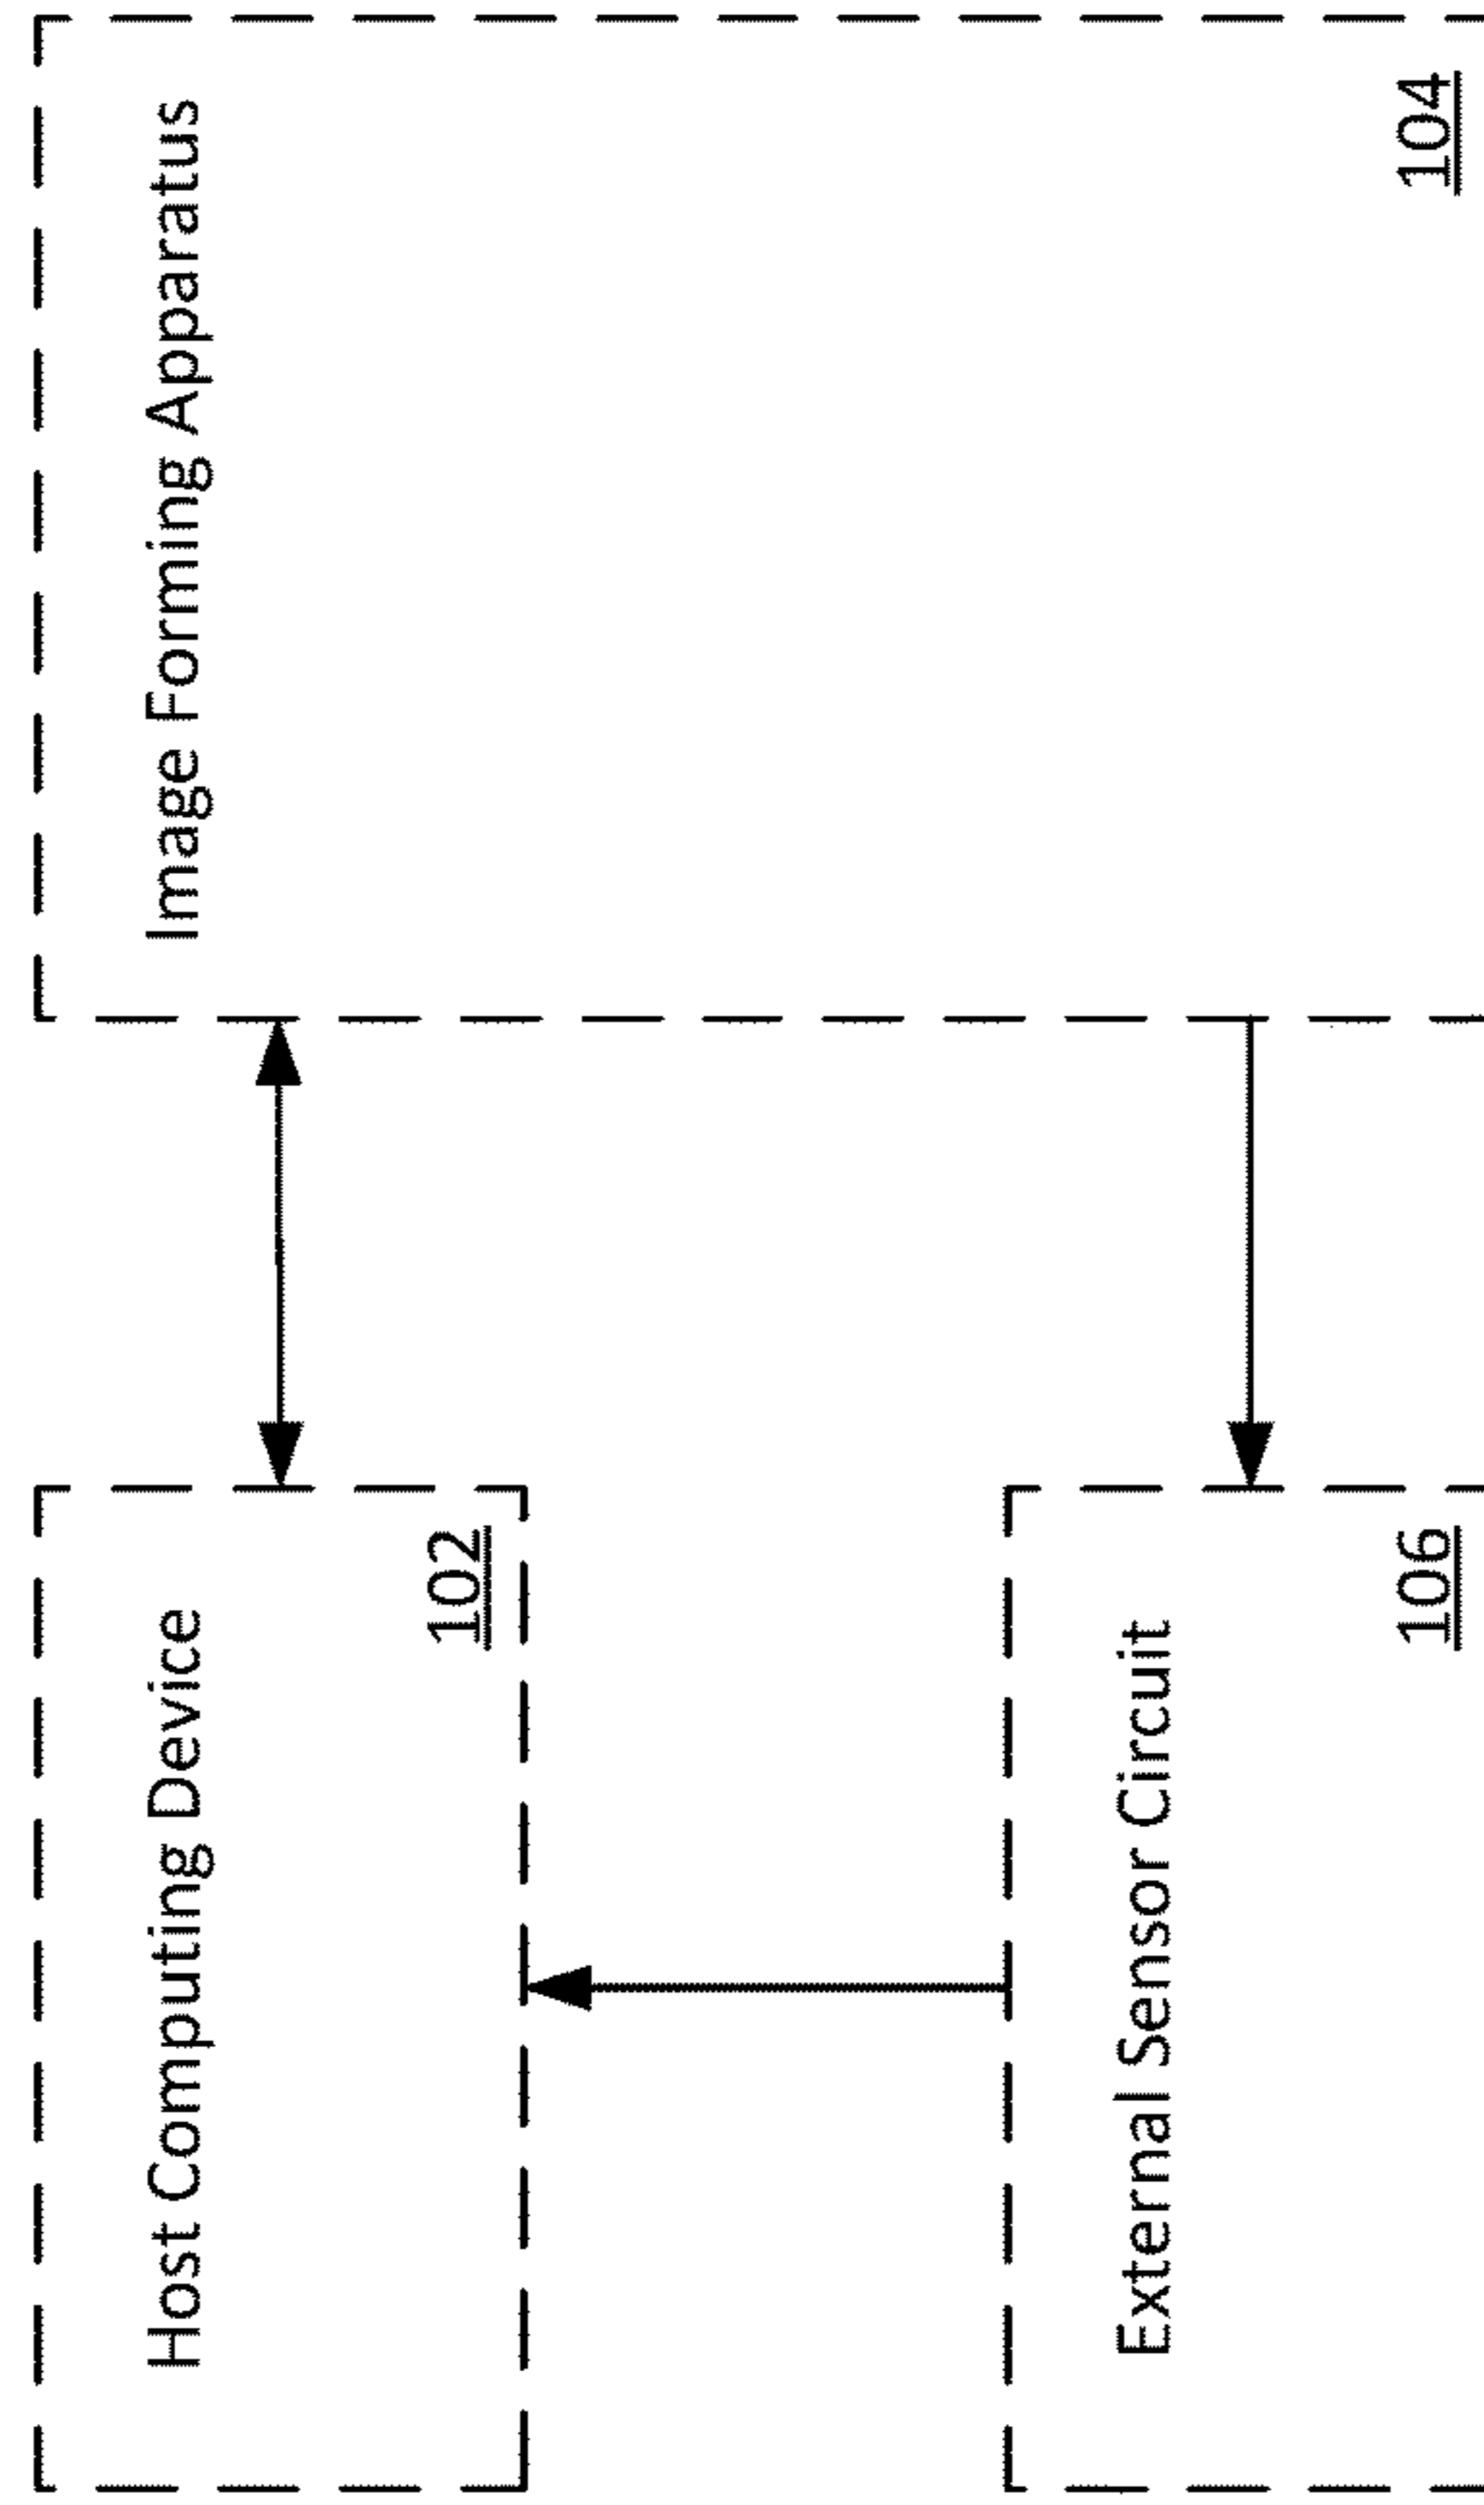 Host Computing Device
102
Image Forming Apparatus
104
External Sensor Circuit
106